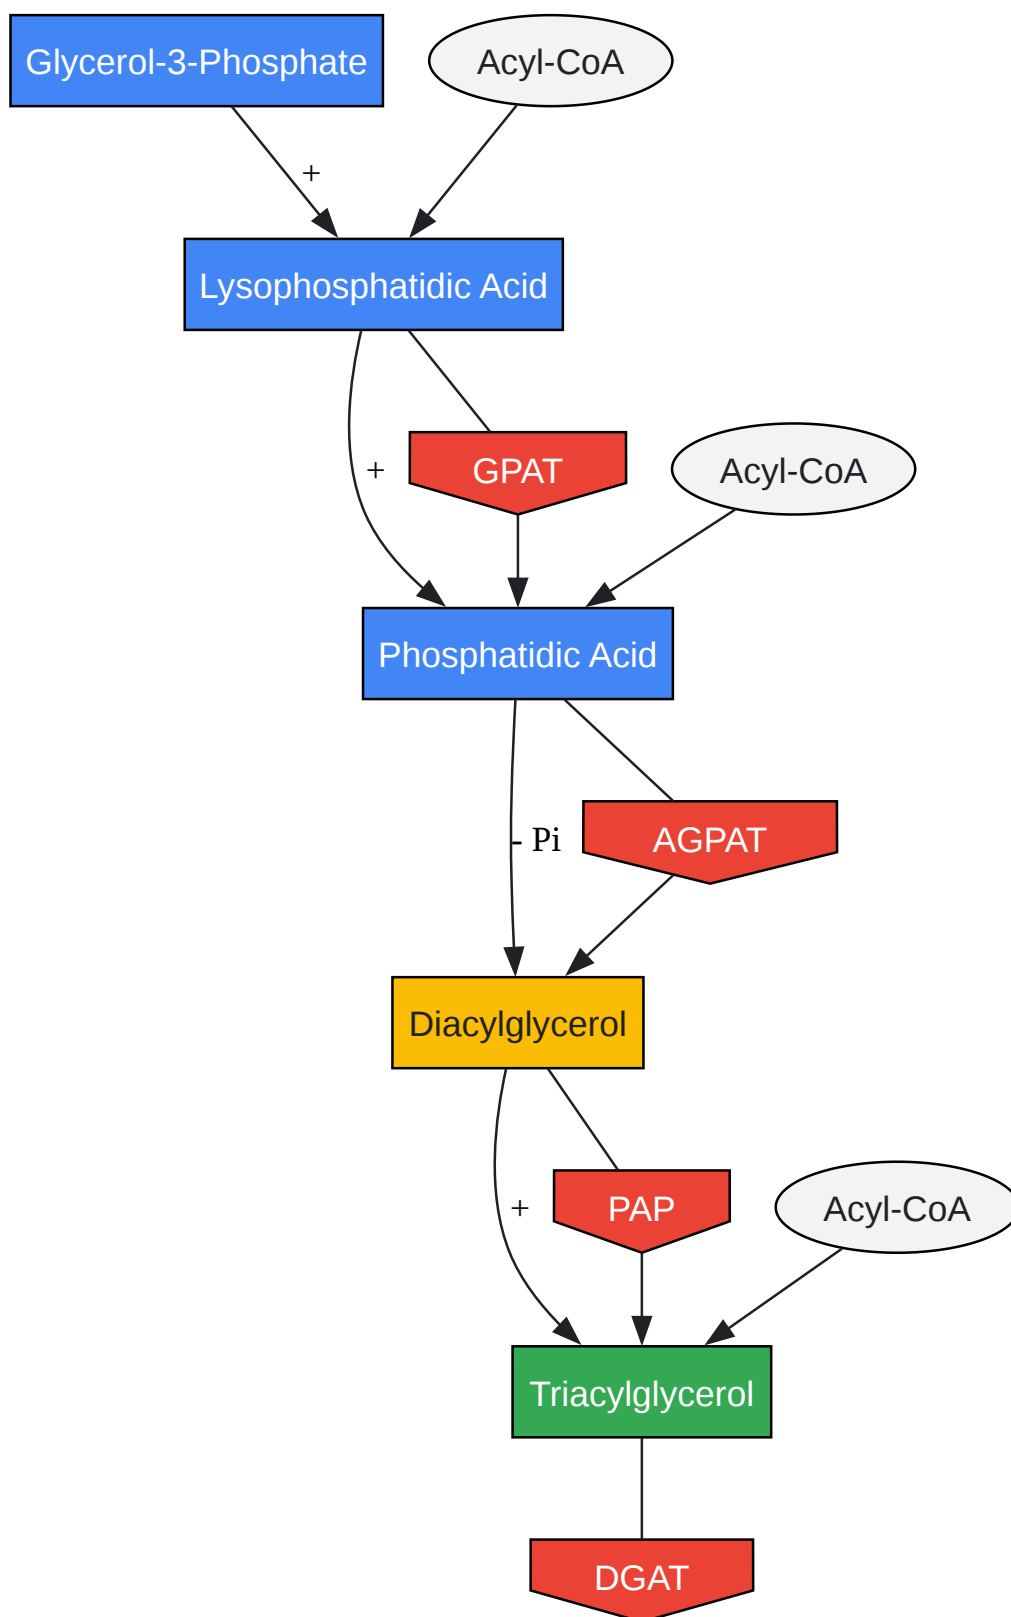 Glycerol-3-Phosphate
Acyl-CoA
+
Lysophosphatidic Acid
+
GPAT
Acyl-CoA
Phosphatidic Acid
- Pi
AGPAT
Diacylglycerol
+
PAP
Acyl-CoA
Triacylglycerol
DGAT